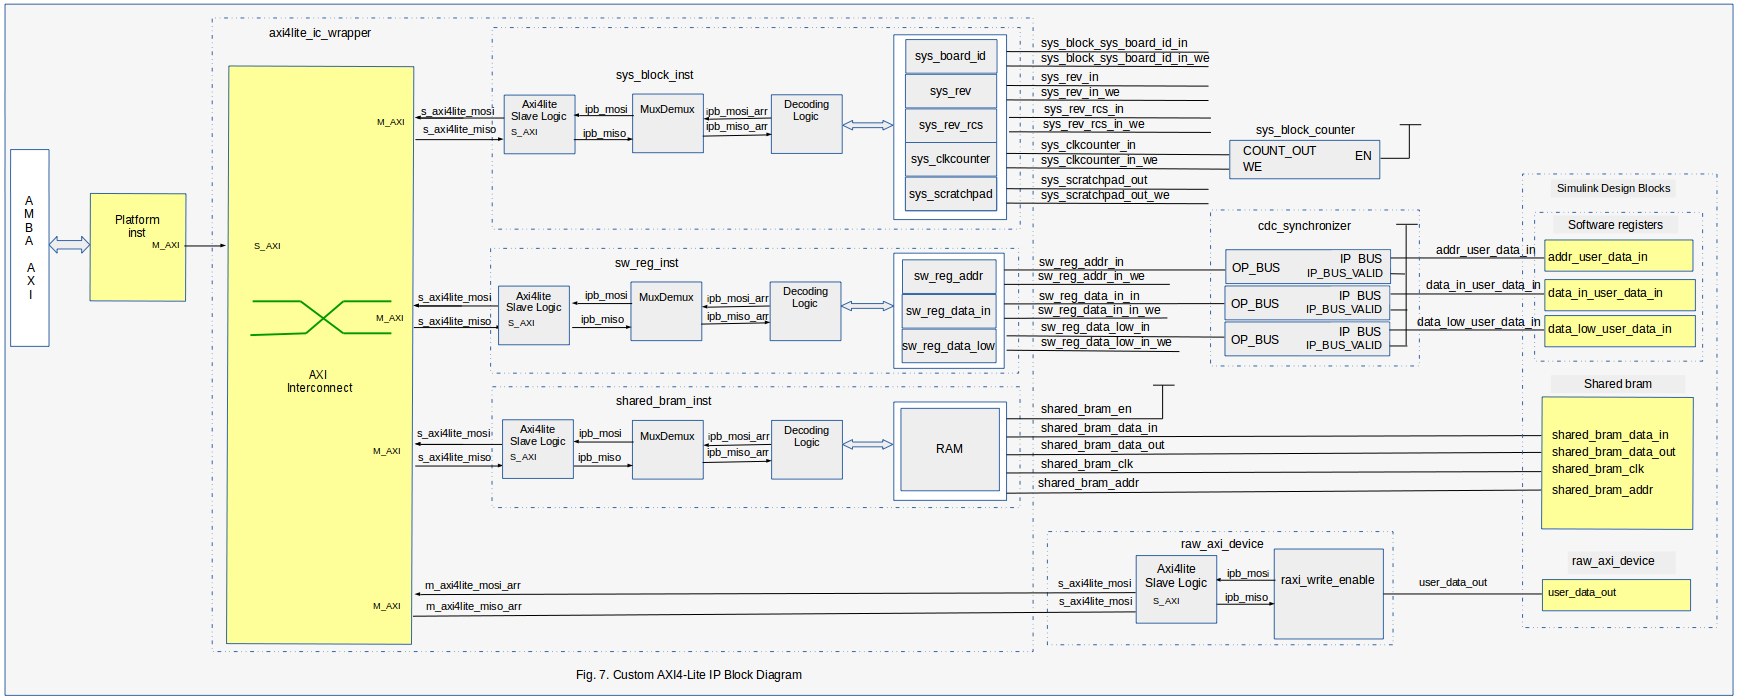 axi4lite_ic_wrapper
AMBA AXI
Platform
inst
M_AXI
S_AXI
M_AXI
M_AXI
M_AXI
M_AXI
AXI
Interconnect
sys_block_inst
s_axi4lite_mosi
s_axi4lite_miso
Axi4lite
Slave Logic
S_AXI
ipb_mosi
ipb_miso
MuxDemux
ipb_mosi_arr
ipb_miso_arr
Decoding
Logic
sys_board_id
sys_rev
sys_rev_rcs
sys_clkcounter
sys_scratchpad
sys_block_sys_board_id_in
sys_block_sys_board_id_in_we
sys_rev_in
sys_rev_in_we
sys_rev_rcs_in
sys_rev_rcs_in_we
sys_clkcounter_in
sys_clkcounter_in_we
sys_scratchpad_out
sys_scratchpad_out_we
sys_block_counter
COUNT_OUT
WE
EN
sw_reg_inst
s_axi4lite_mosi
s_axi4lite_miso
Axi4lite
Slave Logic
S_AXI
ipb_mosi
ipb_miso
MuxDemux
ipb_mosi_arr
ipb_miso_arr
Decoding
Logic
sw_reg_addr
sw_reg_data_in
sw_reg_data_low
sw_reg_addr_in
sw_reg_addr_in_we
sw_reg_data_in_in
sw_reg_data_in_in_we
sw_reg_data_low_in
sw_reg_data_low_in_we
cdc_synchronizer
OP_BUS
IP_BUS
IP_BUS_VALID
OP_BUS
IP_BUS
IP_BUS_VALID
OP_BUS
IP_BUS
IP_BUS_VALID
addr_user_data_in
data_in_user_data_in
data_low_user_data_in
Simulink Design Blocks
Software registers
addr_user_data_in
data_in_user_data_in
data_low_user_data_in
shared_bram_inst
s_axi4lite_mosi
s_axi4lite_miso
Axi4lite
Slave Logic
S_AXI
ipb_mosi
ipb_miso
MuxDemux
ipb_mosi_arr
ipb_miso_arr
Decoding
Logic
RAM
shared_bram_en
shared_bram_data_in
shared_bram_data_out
shared_bram_clk
shared_bram_addr
Shared bram
shared_bram_data_in
shared_bram_data_out
shared_bram_clk
shared_bram_addr
m_axi4lite_mosi_arr
m_axi4lite_miso_arr
raw_axi_device
s_axi4lite_mosi
s_axi4lite_mosi
Axi4lite
Slave Logic
S_AXI
ipb_mosi
ipb_miso
raxi_write_enable
user_data_out
raw_axi_device
user_data_out
Fig. 7. Custom AXI4-Lite IP Block Diagram